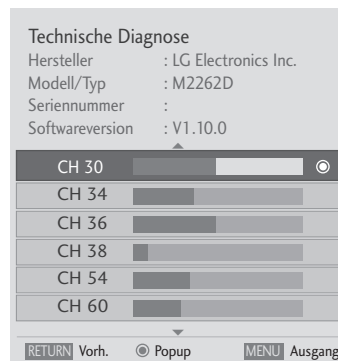 Technische Diagnose
Hersteller : LG Electronics Inc.
Modell/Typ : M2262D
Seriennummer :
Softwareversion : V1.10.0
CH 30
CH 34
CH 36
CH 38
CH 54
CH 60
RETURN Vorh. Popup MENU Ausgang